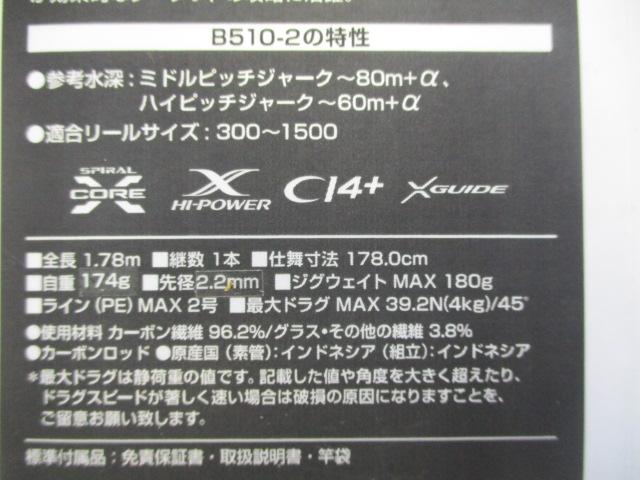 B510-2の特性
●参考水深：ミドルピッチジャーク～80m+α、
ハイピッチジャーク～60m+α
●適合リールサイズ：300～1500
SPIRAL X CORE X HI-POWER CI4+ XGUIDE
■全長 1.78m ■継数 1本 ■仕舞寸法 178.0cm
■自重 174g ■先径 2.2mm ■ジグウェイト MAX 180g
■ライン(PE) MAX 2号 ■最大ドラグ MAX 39.2N(4kg)/45°
●使用材料 カーボン繊維 96.2%/グラス・その他の繊維 3.8%
●カーボンロッド ●原産国（素管）：インドネシア（組立）：インドネシア
*最大ドラグは静荷重の値です。記載した値や角度を大きく超えたり、
ドラグスピードが著しく速い場合は破損の原因になりますことを、
ご留意お願い致します。
標準付属品：免責保証書・取扱説明書・竿袋